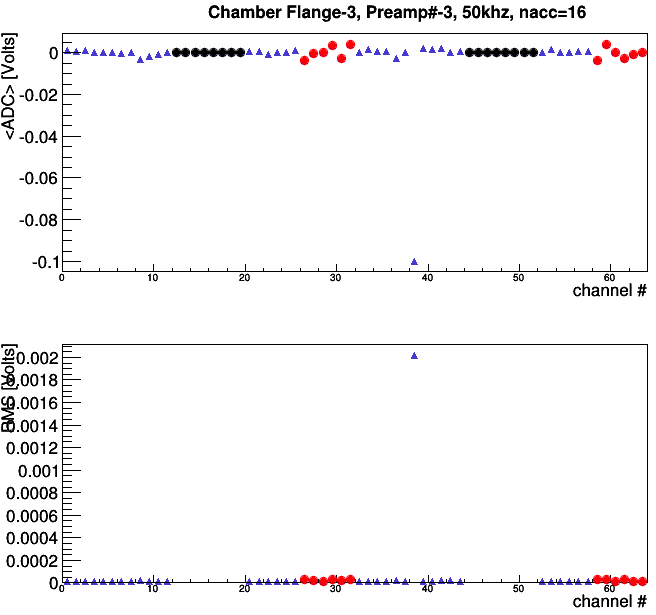 Chamber Flange-3, Preamp#-3, 50khz, nacc=16
<ADC> [Volts]
0
-0.02
-0.04
-0.06
-0.08
-0.1
0 10 20 30 40 50 60
channel #
RMS [Volts]
0.002
0.0018
0.0016
0.0014
0.0012
0.001
0.0008
0.0006
0.0004
0.0002
0
0 10 20 30 40 50 60
channel #